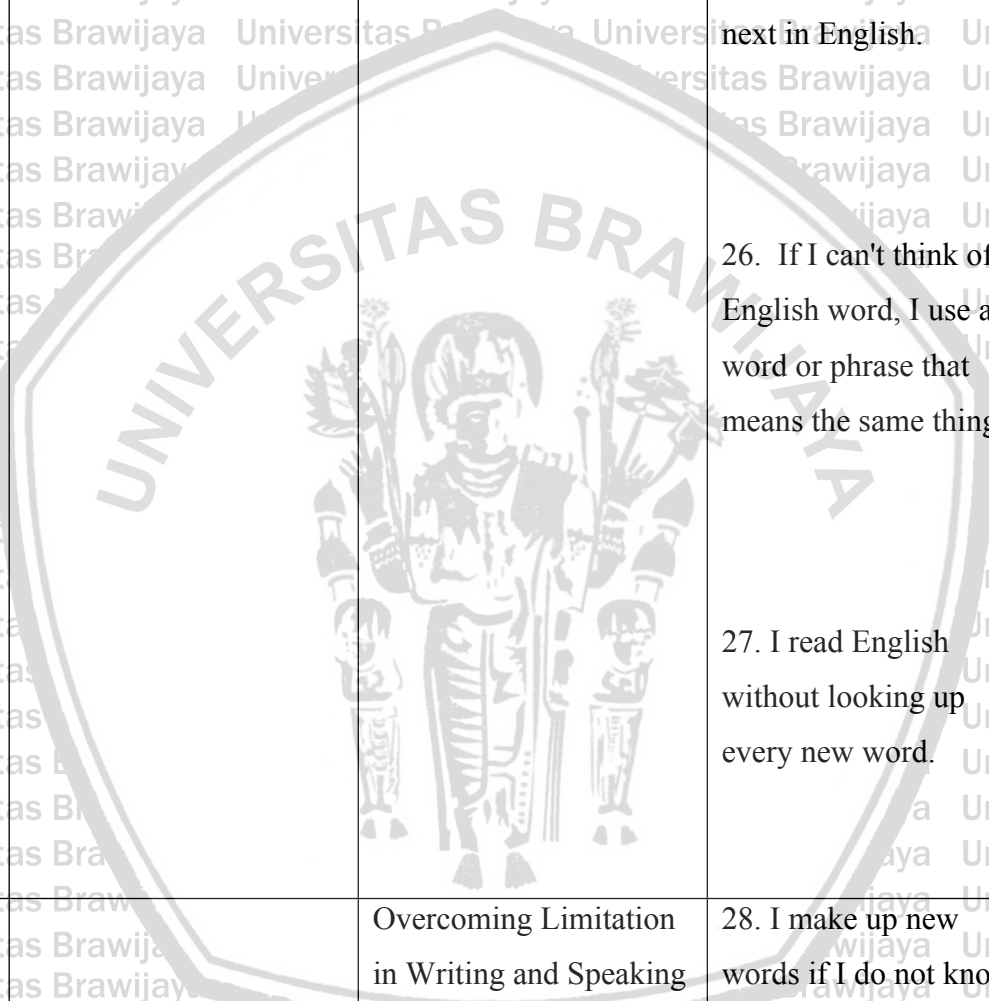 next in English.
26. If I can't think of
English word, I use a
word or phrase that
means the same thing
27. I read English
without looking up
every new word.
Overcoming Limitation
in Writing and Speaking
28. I make up new
words if I do not kno
UNIVERSITAS BRAWIJAYA